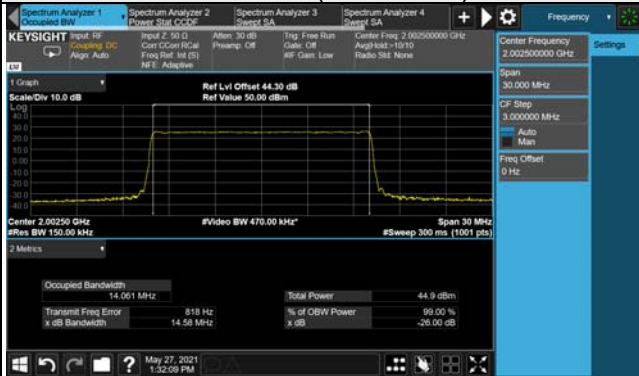 Spectrum Analyzer 1
Occupied BW
Spectrum Analyzer 2
Power Stat CCDF
Spectrum Analyzer 3
Swept SA
Spectrum Analyzer 4
Swept SA
Frequency
KEYSIGHT
Input: RF
Coupling: DC
Align: Auto
Input Z: 50 Ω
Corr CCorr RCal
Freq Ref: Int (S)
NFE: Adaptive
Atten: 30 dB
Preamp: Off
Trig: Free Run
Gate: Off
#IF Gain: Low
Center Freq: 2.002500000 GHz
Avg|Hold:>10/10
Radio Std: None
Center Frequency
2.002500000 GHz
Settings
Span
30.000 MHz
CF Step
3.000000 MHz
Auto
Man
Freq Offset
0 Hz
1 Graph
Scale/Div 10.0 dB
Ref Lvl Offset 44.30 dB
Ref Value 50.00 dBm
Log
40.0
30.0
20.0
10.0
0.00
-10.0
-20.0
-30.0
-40.0
Center 2.00250 GHz
#Video BW 470.00 kHz*
Span 30 MHz
#Res BW 150.00 kHz
#Sweep 300 ms (1001 pts)
2 Metrics
Occupied Bandwidth
14.061 MHz
Total Power 44.9 dBm
Transmit Freq Error 818 Hz
% of OBW Power 99.00 %
x dB Bandwidth 14.58 MHz
x dB -26.00 dB
May 27, 2021
1:32:09 PM